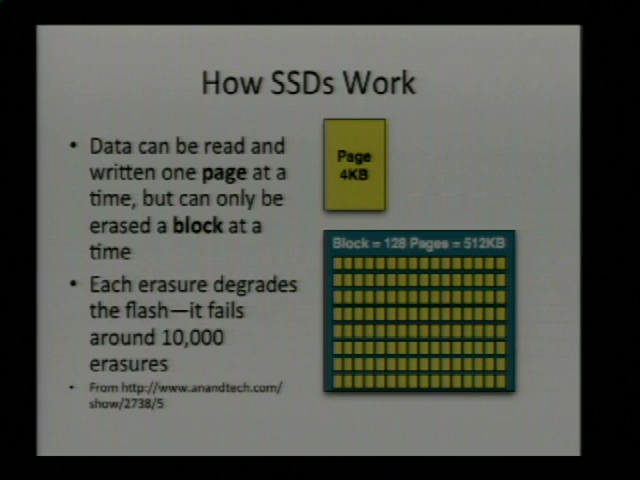 How SSDs Work
• Data can be read and
written one page at a
time, but can only be
erased a block at a
time
• Each erasure degrades
the flash—it fails
around 10,000
erasures
• From http://www.anandtech.com/
show/2738/5
Page
4KB
Block = 128 Pages = 512KB